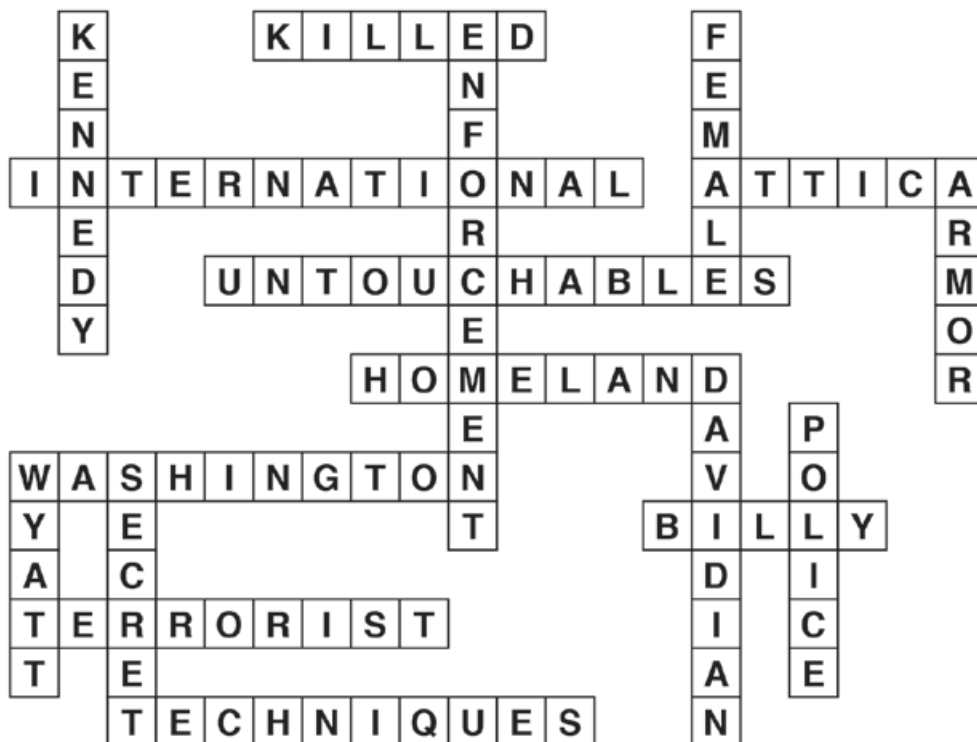 KENNEDY
KILLED
ENFORCEMENT
FEMALE
INTERNATIONAL
ATTICA
ARMOR
UNTOUCHABLES
HOMELAND
DAVIDIAN
POLICE
WASHINGTON
WYATT
SECRET
BILLY
TERRORIST
TECHNIQUES